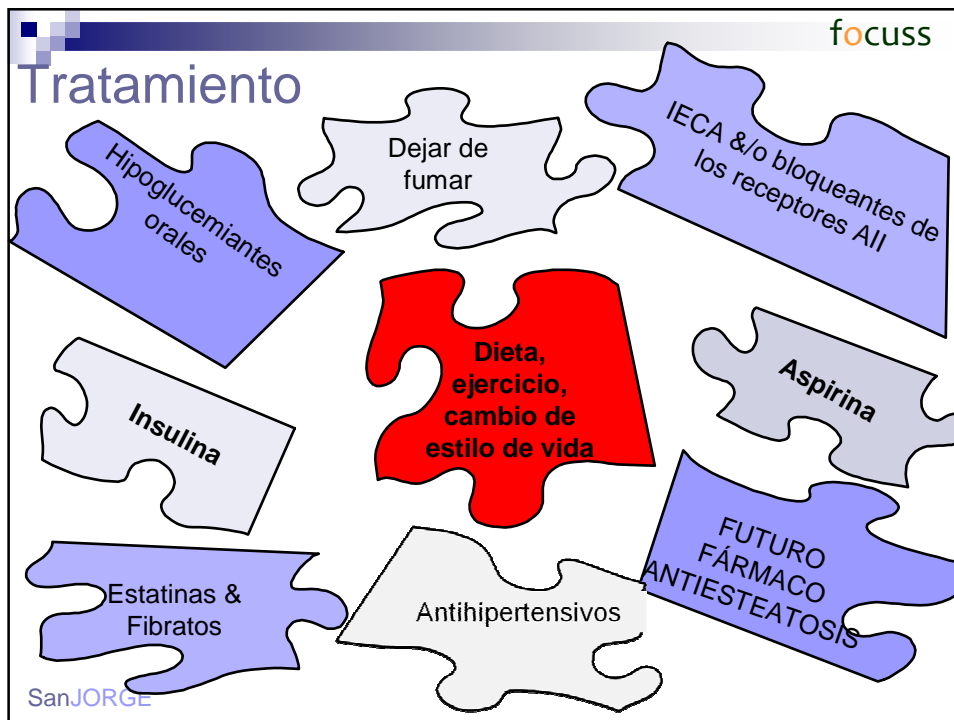 focuss
Tratamiento
Hipoglucemiantes
orales
Dejar de
fumar
IECA &/o bloqueantes de
los receptores AII
Insulina
Dieta,
ejercicio,
cambio de
estilo de vida
Aspirina
Estatinas &
Fibratos
Antihipertensivos
FUTURO
FÁRMACO
ANTIESTEATOSIS
SanJORGE